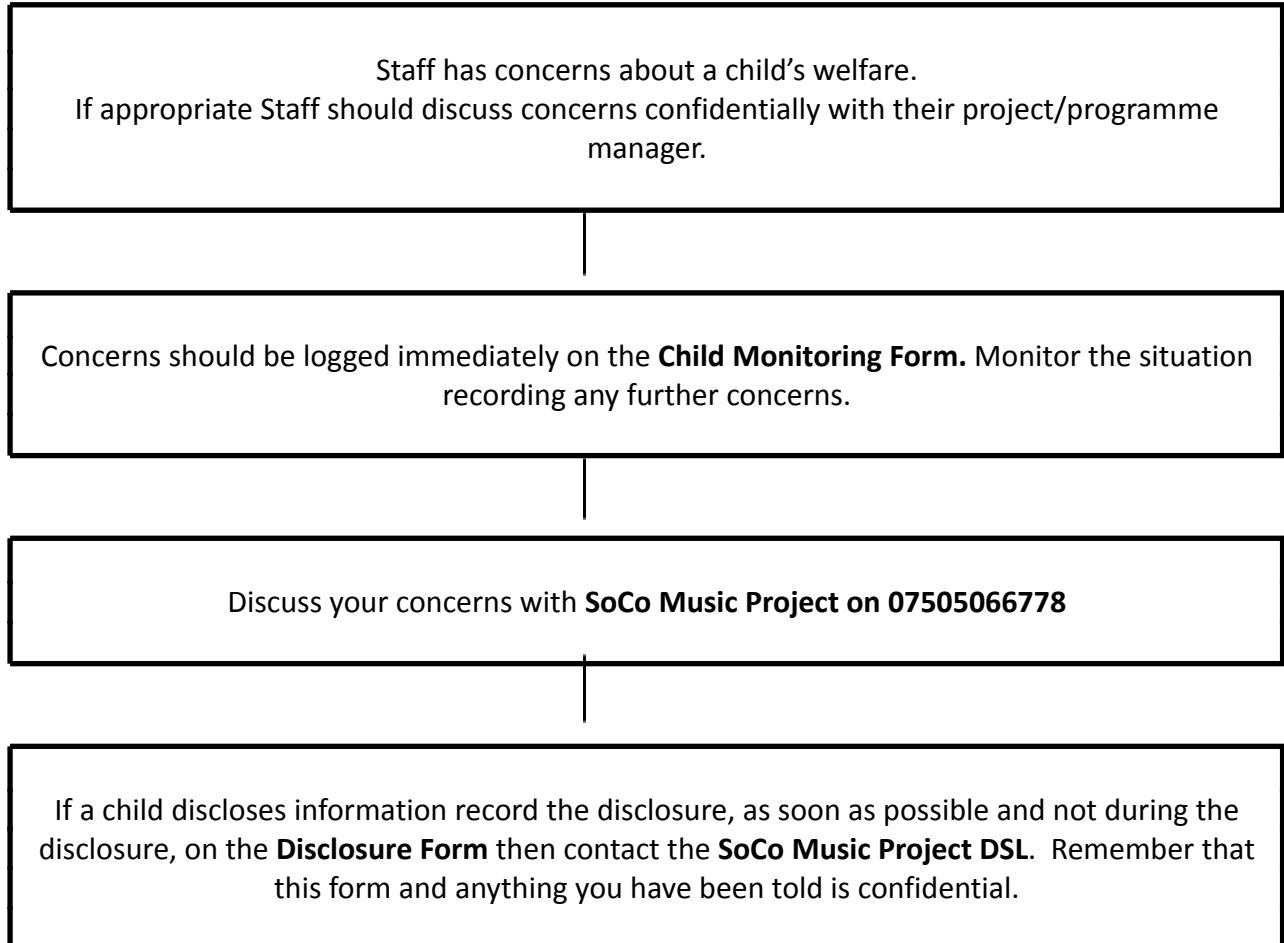 Staff has concerns about a child’s welfare.
If appropriate Staff should discuss concerns confidentially with their project/programme
manager.
Concerns should be logged immediately on the Child Monitoring Form. Monitor the situation
recording any further concerns.
Discuss your concerns with SoCo Music Project on 07505066778
If a child discloses information record the disclosure, as soon as possible and not during the
disclosure, on the Disclosure Form then contact the SoCo Music Project DSL.  Remember that
this form and anything you have been told is confidential.